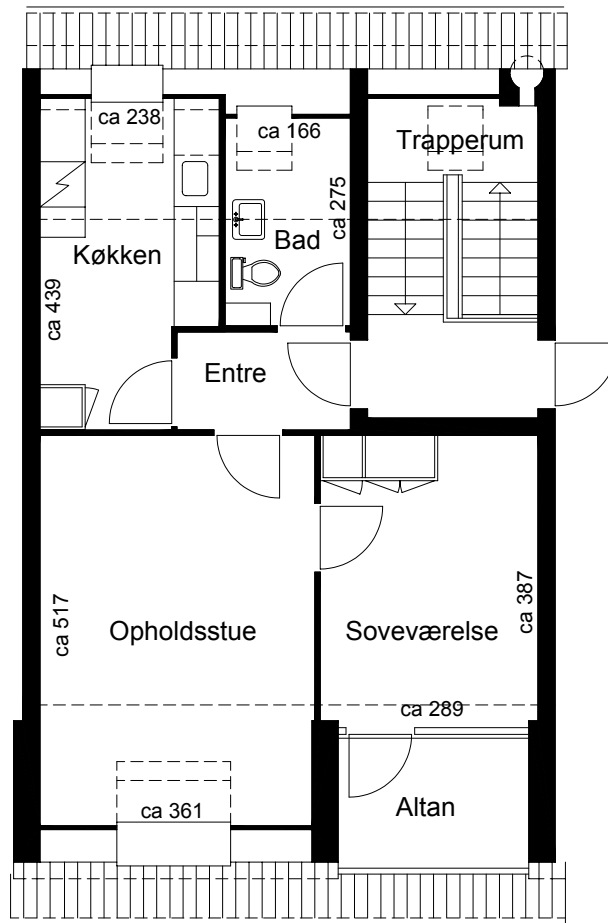 ca 238
ca 166
Trapperum
ca 275
Køkken
Bad
ca 439
Entre
ca 517
Opholdsstue
Soveværelse
ca 387
ca 289
ca 361
Altan